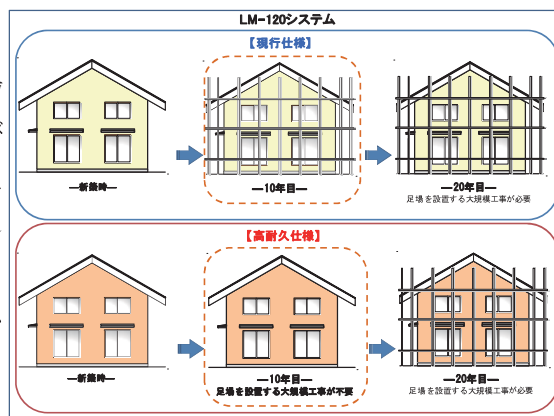 LM-120システム
【現行仕様】
―新築時―
―10年目―
―20年目―
足場を設置する大規模工事が必要
【高耐久仕様】
―新築時―
―10年目―
足場を設置する大規模工事が不要
―20年目―
足場を設置する大規模工事が必要